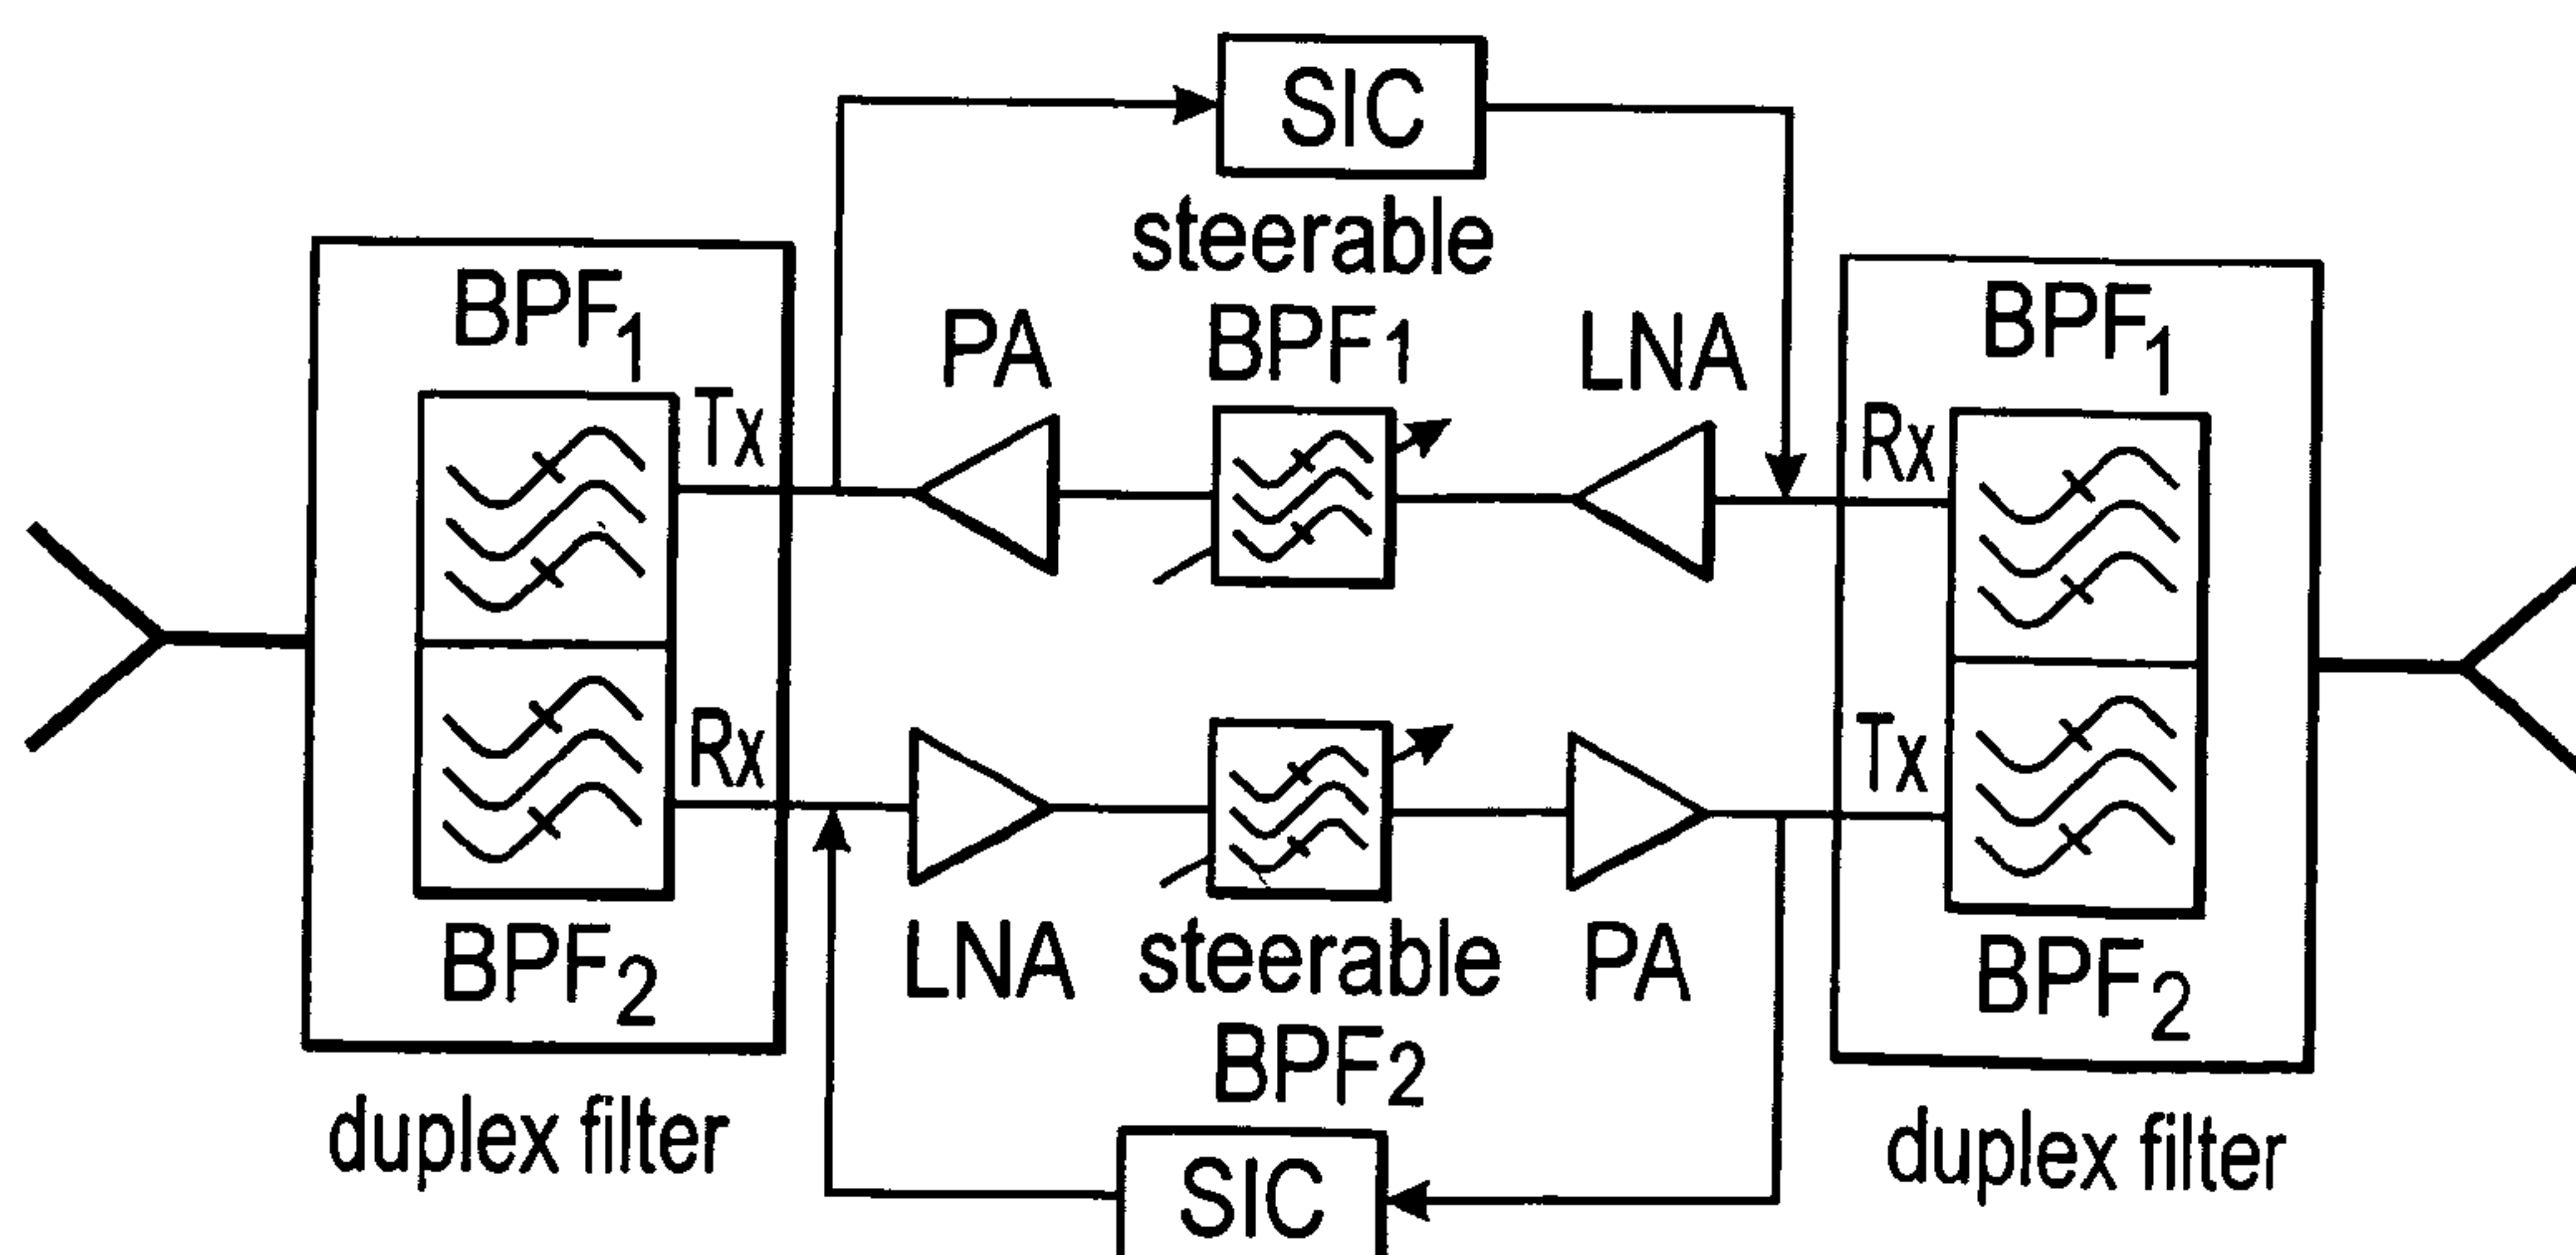 SIC
steerable
BPF1
PA
LNA
BPF1
Tx
Rx
BPF2
duplex filter
BPF1
Rx
Tx
BPF2
duplex filter
LNA
steerable
BPF2
PA
SIC